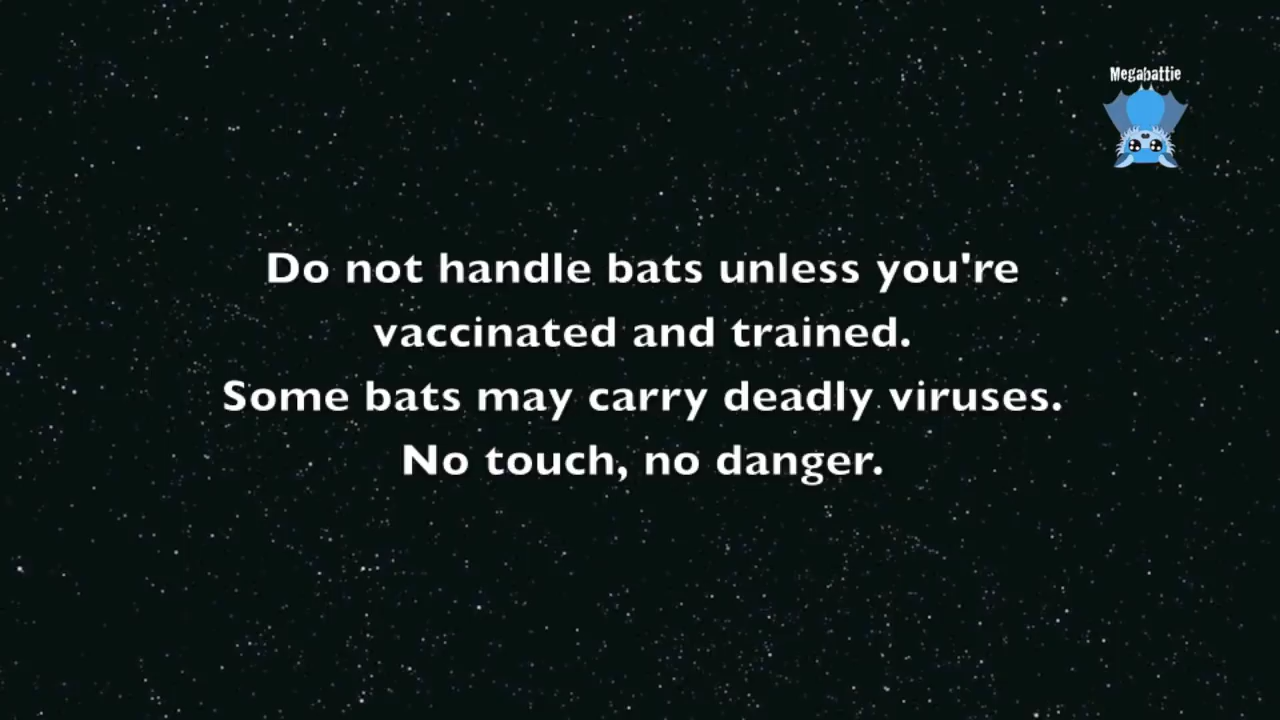 Megabattie
Do not handle bats unless you're
vaccinated and trained.
Some bats may carry deadly viruses.
No touch, no danger.